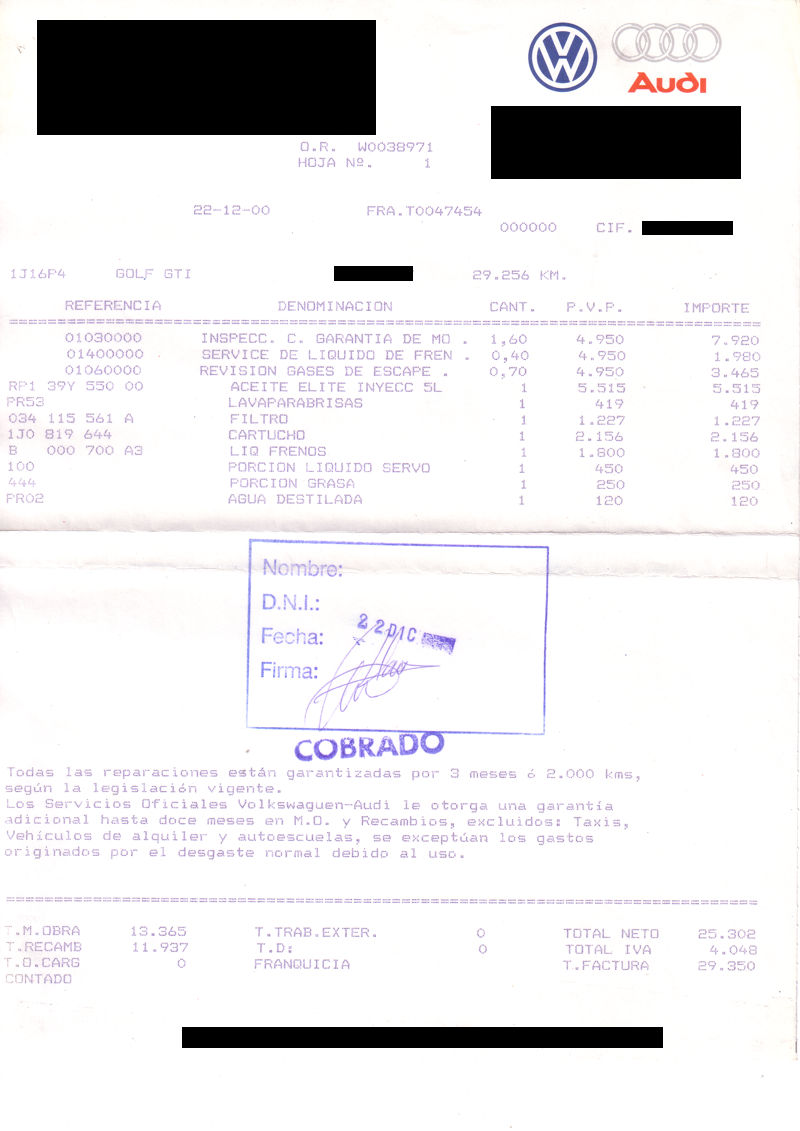 Audi
O.R. W0038971
HOJA Nº. 1
22-12-00 FRA.T0047454
000000 CIF.
1J16P4 GOLF GTI 29.256 KM.
REFERENCIA DENOMINACION CANT. P.V.P. IMPORTE
01030000 INSPECC. C. GARANTIA DE MO . 1,60 4.950 7.920
01400000 SERVICE DE LIQUIDO DE FREN . 0,40 4.950 1.980
01060000 REVISION GASES DE ESCAPE . 0,70 4.950 3.465
RP1 39Y 550 00 ACEITE ELITE INYECC 5L 1 5.515 5.515
PR53 LAVAPARABRISAS 1 419 419
034 115 561 A FILTRO 1 1.227 1.227
1J0 819 644 CARTUCHO 1 2.156 2.156
B 000 700 A3 LIQ FRENOS 1 1.800 1.800
100 PORCION LIQUIDO SERVO 1 450 450
444 PORCION GRASA 1 250 250
PR02 AGUA DESTILADA 1 120 120
Nombre:
D.N.I.:
Fecha: 22 DIC
Firma:
COBRADO
Todas las reparaciones están garantizadas por 3 meses ó 2.000 kms,
según la legislación vigente.
Los Servicios Oficiales Volkswaguen-Audi le otorga una garantía
adicional hasta doce meses en M.O. y Recambios, excluidos: Taxis,
Vehículos de alquiler y autoescuelas, se exceptúan los gastos
originados por el desgaste normal debido al uso.
T.M.OBRA 13.365 T.TRAB.EXTER. 0 TOTAL NETO 25.302
T.RECAMB 11.937 T.D: 0 TOTAL IVA 4.048
T.O.CARG 0 FRANQUICIA T.FACTURA 29.350
CONTADO